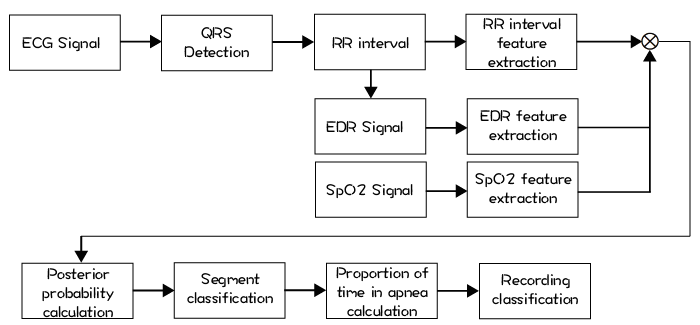 ECG Signal
QRS
Detection
RR interval
RR interval
feature
extraction
EDR Signal
EDR feature
extraction
SpO2 Signal
SpO2 feature
extraction
Posterior
probability
calculation
Segment
classification
Proportion of
time in apnea
calculation
Recording
classification